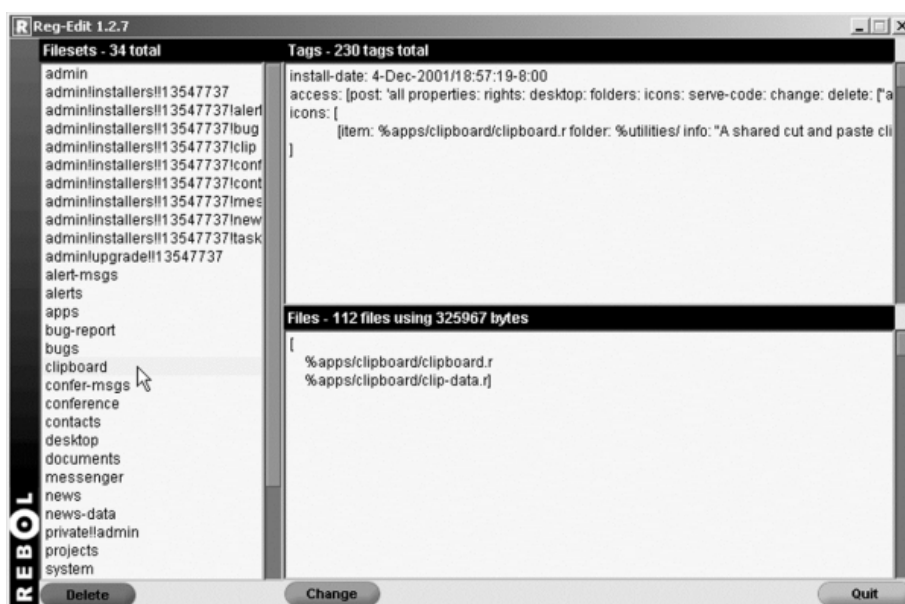 R Reg-Edit 1.2.7
Filesets - 34 total
admin
admin!installers!!13547737
admin!installers!!13547737!alert
admin!installers!!13547737!bug
admin!installers!!13547737!clip
admin!installers!!13547737!conf
admin!installers!!13547737!cont
admin!installers!!13547737!mes
admin!installers!!13547737!new
admin!installers!!13547737!task
admin!upgrade!!13547737
alert-msgs
alerts
apps
bug-report
bugs
clipboard
confer-msgs
conference
contacts
desktop
documents
messenger
news
news-data
private!!admin
projects
system
Tags - 230 tags total
install-date: 4-Dec-2001/18:57:19-8:00
access: [post: 'all properties: rights: desktop: folders: icons: serve-code: change: delete: ["a
icons: [
[item: %apps/clipboard/clipboard.r folder: %utilities/ info: "A shared cut and paste cli
]
Files - 112 files using 325967 bytes
[
%apps/clipboard/clipboard.r
%apps/clipboard/clip-data.r]
REBOL
Delete
Change
Quit